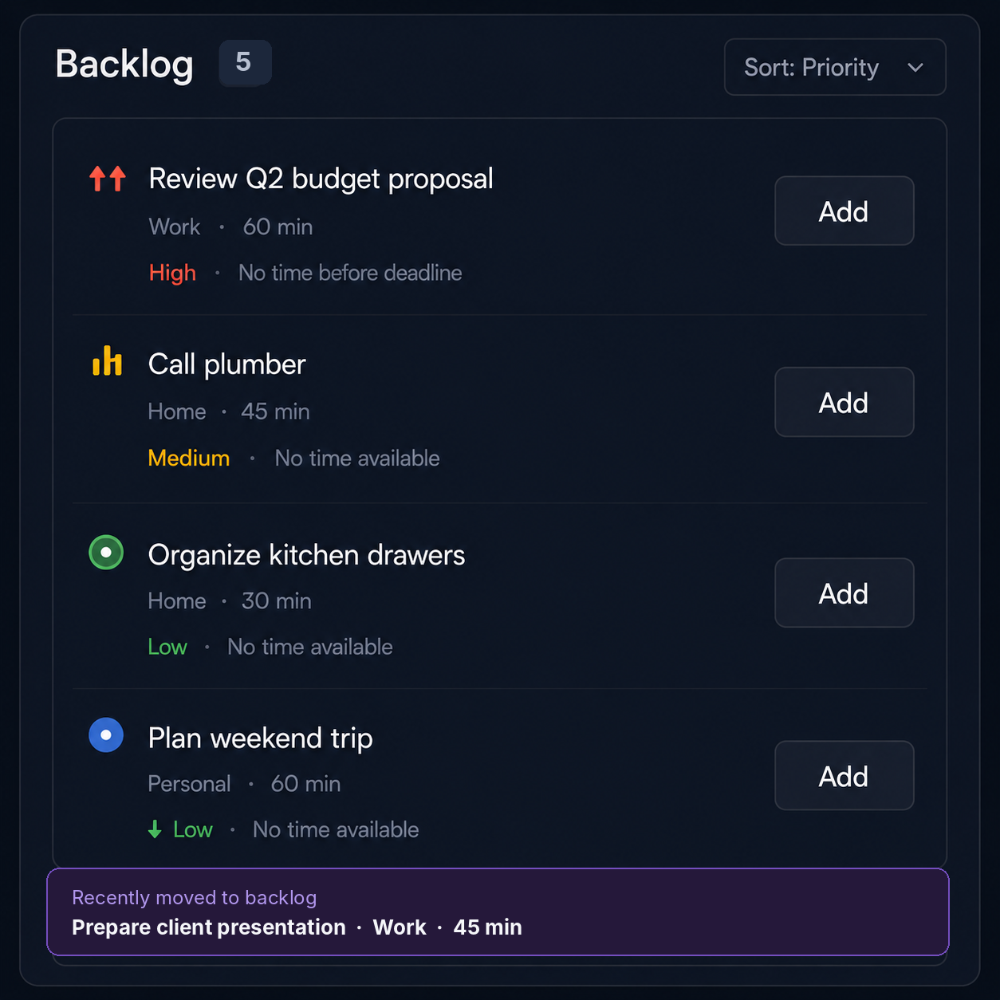 Backlog 5 Sort: Priority
Review Q2 budget proposal
Work · 60 min
Add
High · No time before deadline
Call plumber
Home · 45 min
Add
Medium · No time available
Organize kitchen drawers
Home · 30 min
Add
Low · No time available
Plan weekend trip
Personal · 60 min
Add
Low · No time available
Recently moved to backlog
Prepare client presentation · Work · 45 min